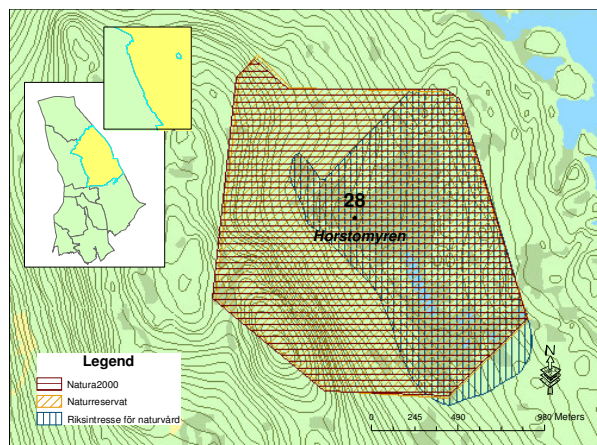 28
Horstomyren
Legend
Natura2000
Naturreservat
Riksintresse för naturvård
N
0 245 490 980 Meters